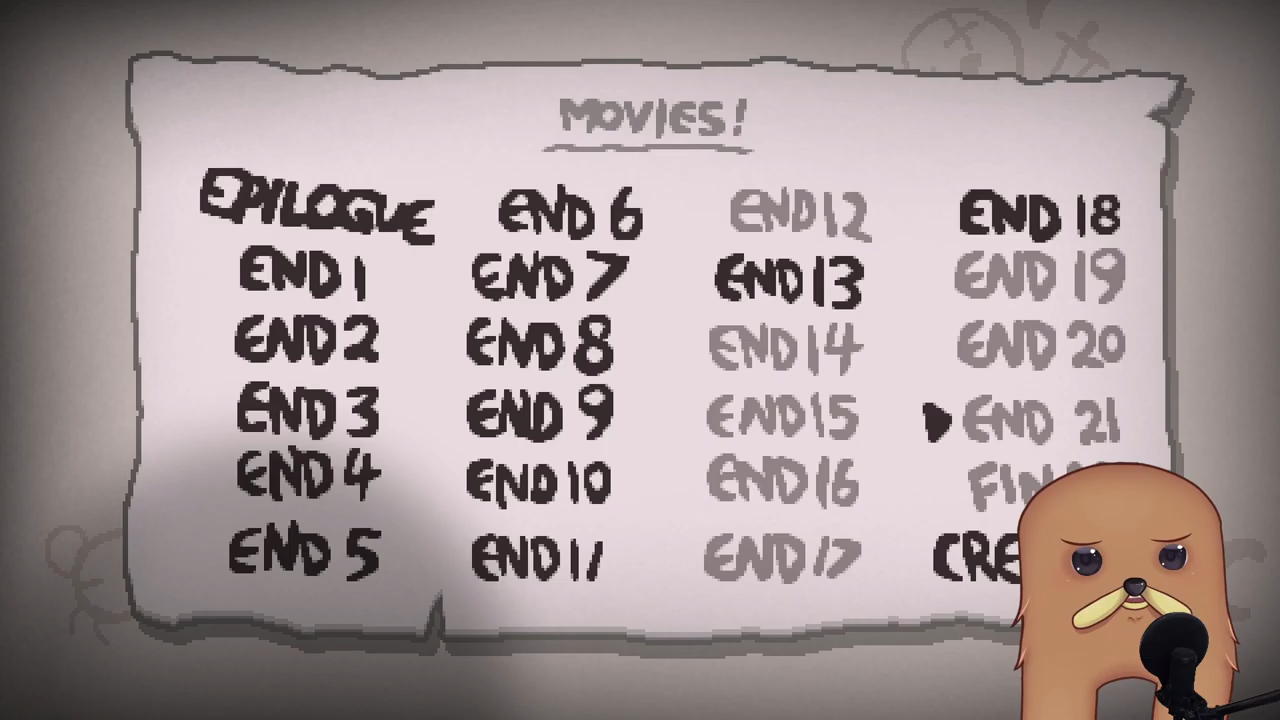 MOVIES!
EPILOGUE END 6 END 12 END 18
END 1 END 7 END 13 END 19
END 2 END 8 END 14 END 20
END 3 END 9 END 15 END 21
END 4 END 10 END 16
END 5 END 11 END 17